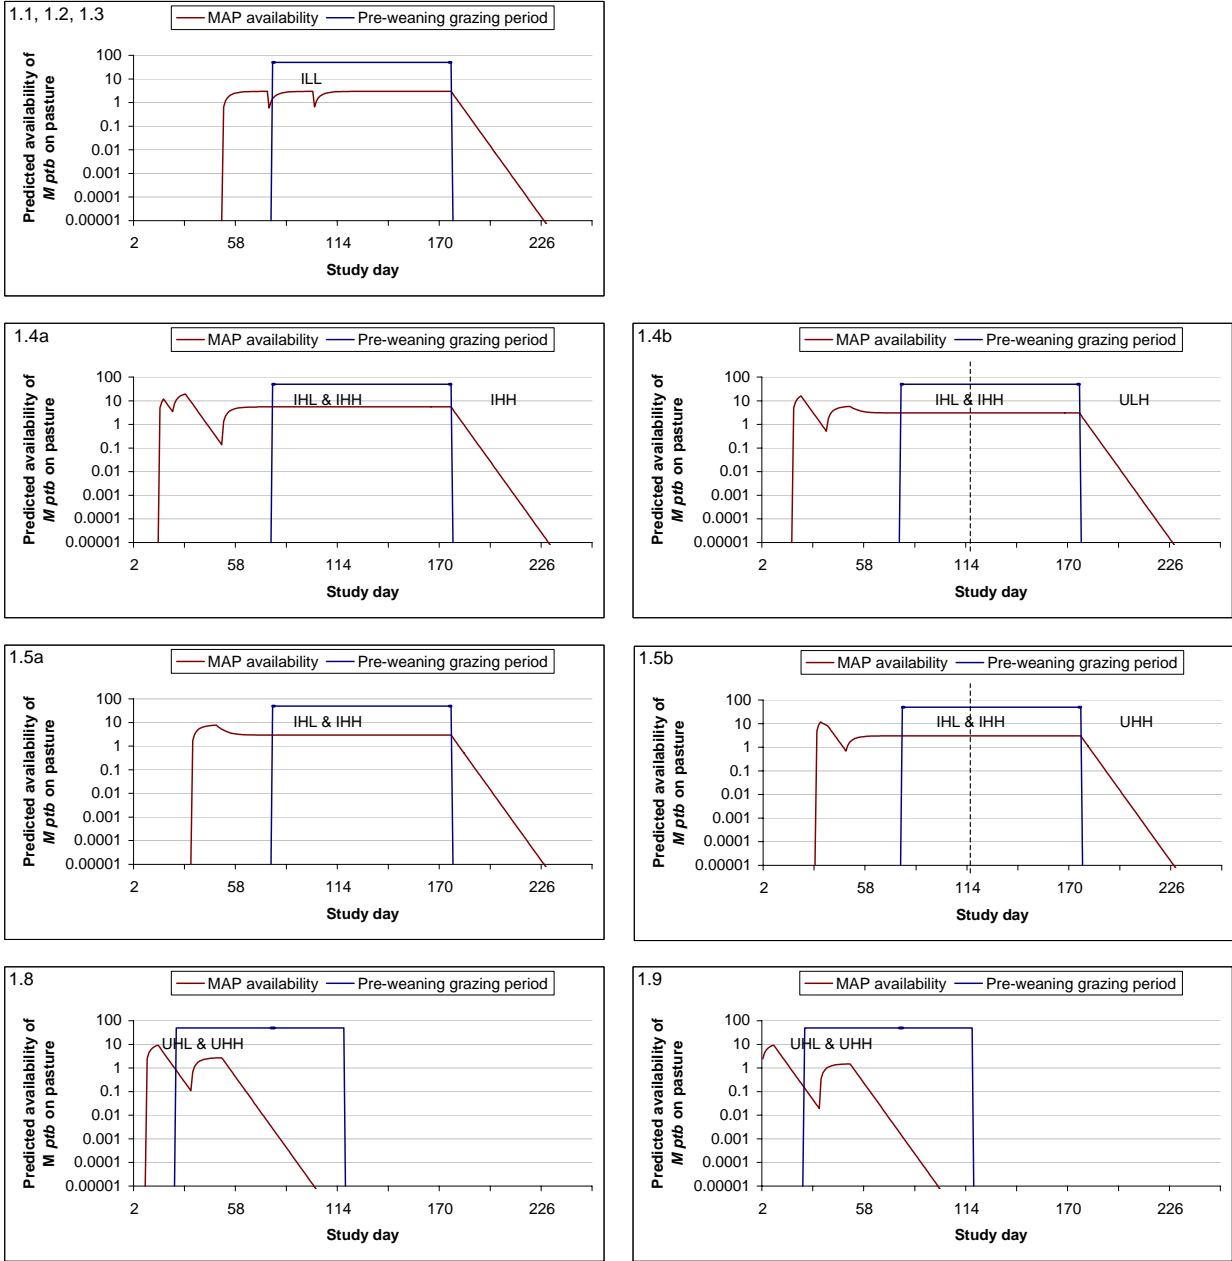 1.1, 1.2, 1.3
MAP availability
Pre-weaning grazing period
Predicted availability of
M ptb on pasture
100
10
1
0.1
0.01
0.001
0.0001
0.00001
ILL
2
58
114
170
226
Study day
1.4a
MAP availability
Pre-weaning grazing period
Predicted availability of
M ptb on pasture
100
10
1
0.1
0.01
0.001
0.0001
0.00001
IHL & IHH
IHH
2
58
114
170
226
Study day
1.4b
MAP availability
Pre-weaning grazing period
Predicted availability of
M ptb on pasture
100
10
1
0.1
0.01
0.001
0.0001
0.00001
IHL & IHH
ULH
2
58
114
170
226
Study day
1.5a
MAP availability
Pre-weaning grazing period
Predicted availability of
M ptb on pasture
100
10
1
0.1
0.01
0.001
0.0001
0.00001
IHL & IHH
2
58
114
170
226
Study day
1.5b
MAP availability
Pre-weaning grazing period
Predicted availability of
M ptb on pasture
100
10
1
0.1
0.01
0.001
0.0001
0.00001
IHL & IHH
UHH
2
58
114
170
226
Study day
1.8
MAP availability
Pre-weaning grazing period
Predicted availability of
M ptb on pasture
100
10
1
0.1
0.01
0.001
0.0001
0.00001
UHL & UHH
2
58
114
170
226
Study day
1.9
MAP availability
Pre-weaning grazing period
Predicted availability of
M ptb on pasture
100
10
1
0.1
0.01
0.001
0.0001
0.00001
UHL & UHH
2
58
114
170
226
Study day